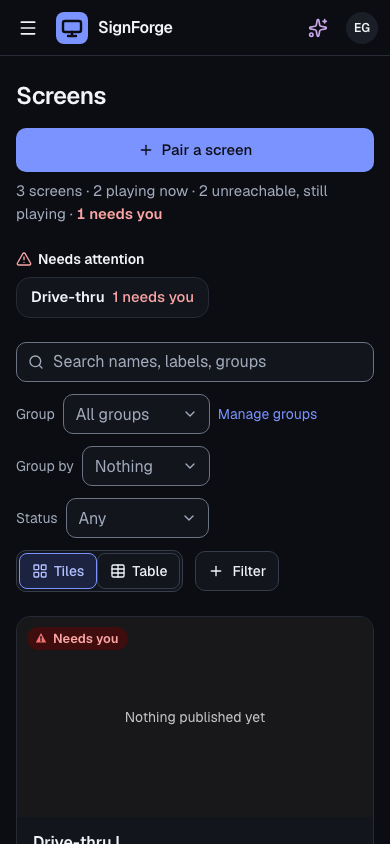 SignForge
EG
Screens
+ Pair a screen
3 screens · 2 playing now · 2 unreachable, still
playing · 1 needs you
Needs attention
Drive-thru 1 needs you
Search names, labels, groups
Group All groups Manage groups
Group by Nothing
Status Any
Tiles Table + Filter
Needs you
Nothing published yet